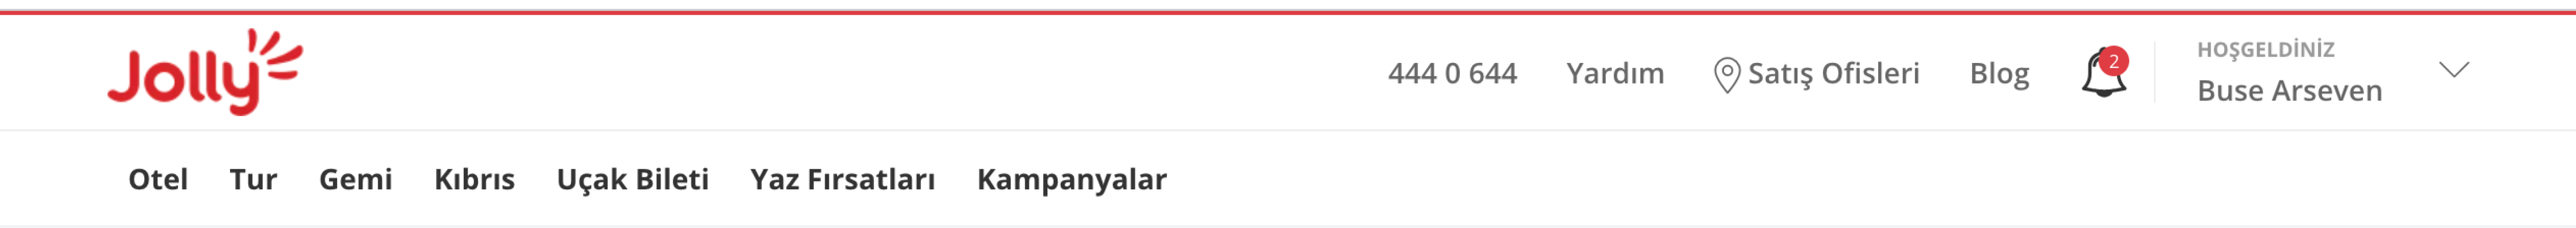 Jolly
444 0 644 Yardım Satış Ofisleri Blog 2
HOŞGELDİNİZ
Buse Arseven
Otel Tur Gemi Kıbrıs Uçak Bileti Yaz Fırsatları Kampanyalar